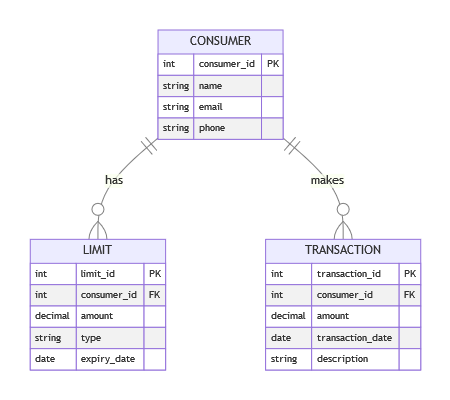 CONSUMER
int consumer_id PK
string name
string email
string phone
has
makes
LIMIT
int limit_id PK
int consumer_id FK
decimal amount
string type
date expiry_date
TRANSACTION
int transaction_id PK
int consumer_id FK
decimal amount
date transaction_date
string description